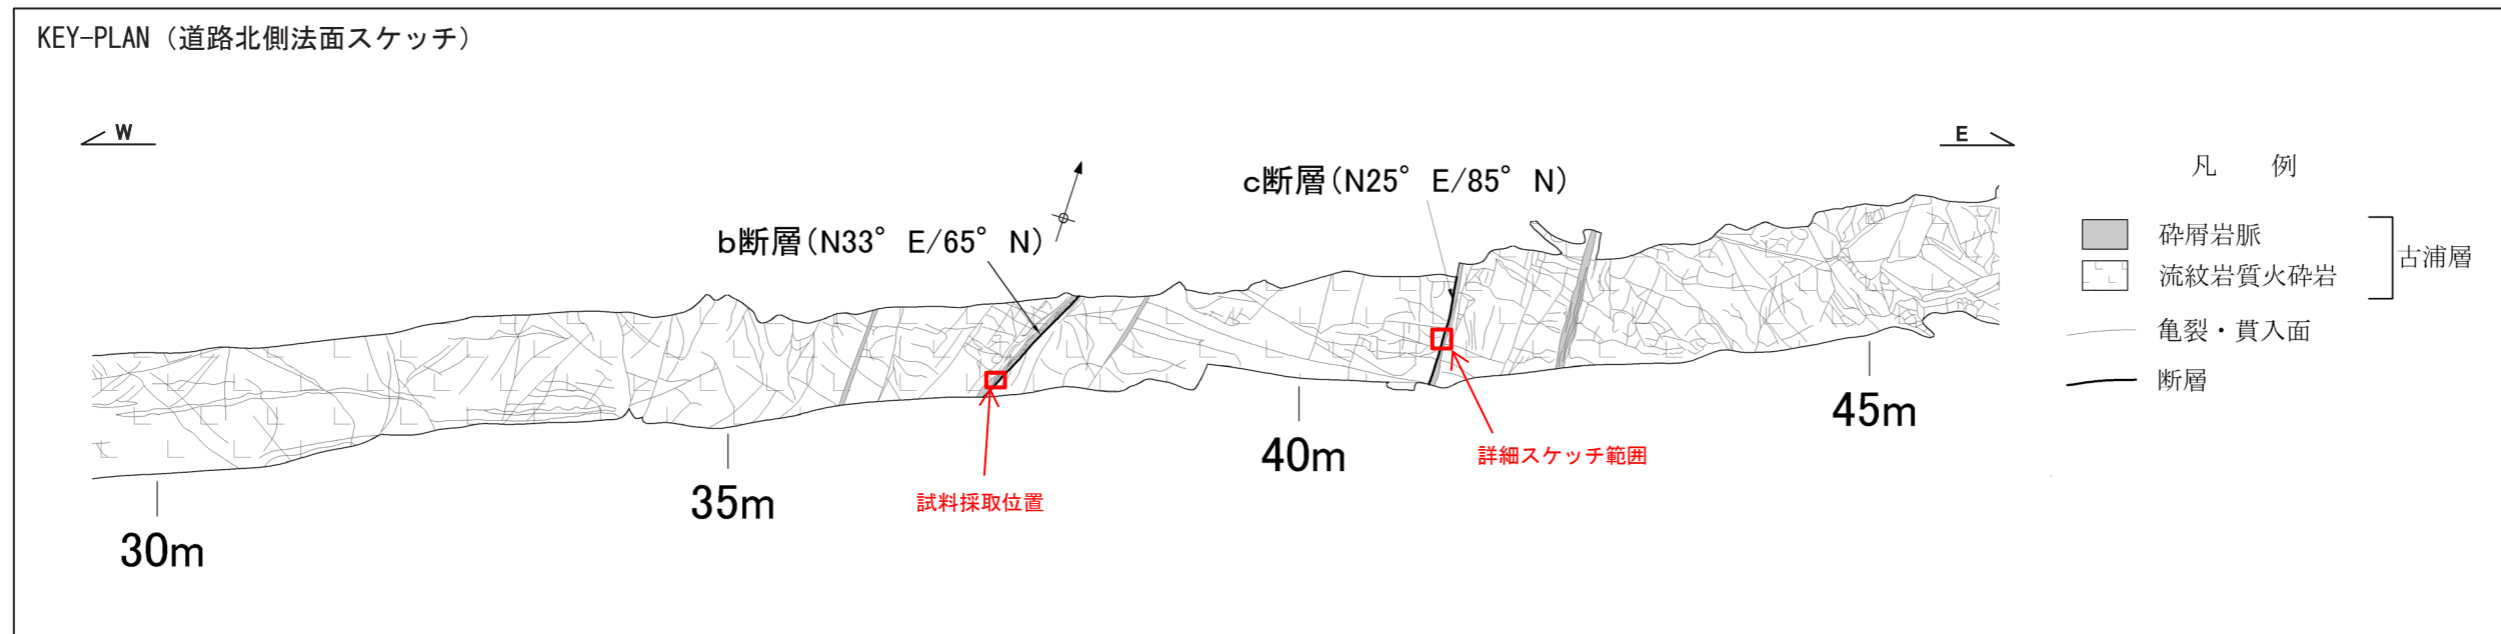 KEY-PLAN（道路北側法面スケッチ）
W
E
c断層(N25° E/85° N)
b断層(N33° E/65° N)
凡 例
砕屑岩脈
流紋岩質火砕岩
古浦層
亀裂・貫入面
断層
試料採取位置
詳細スケッチ範囲
30m
35m
40m
45m